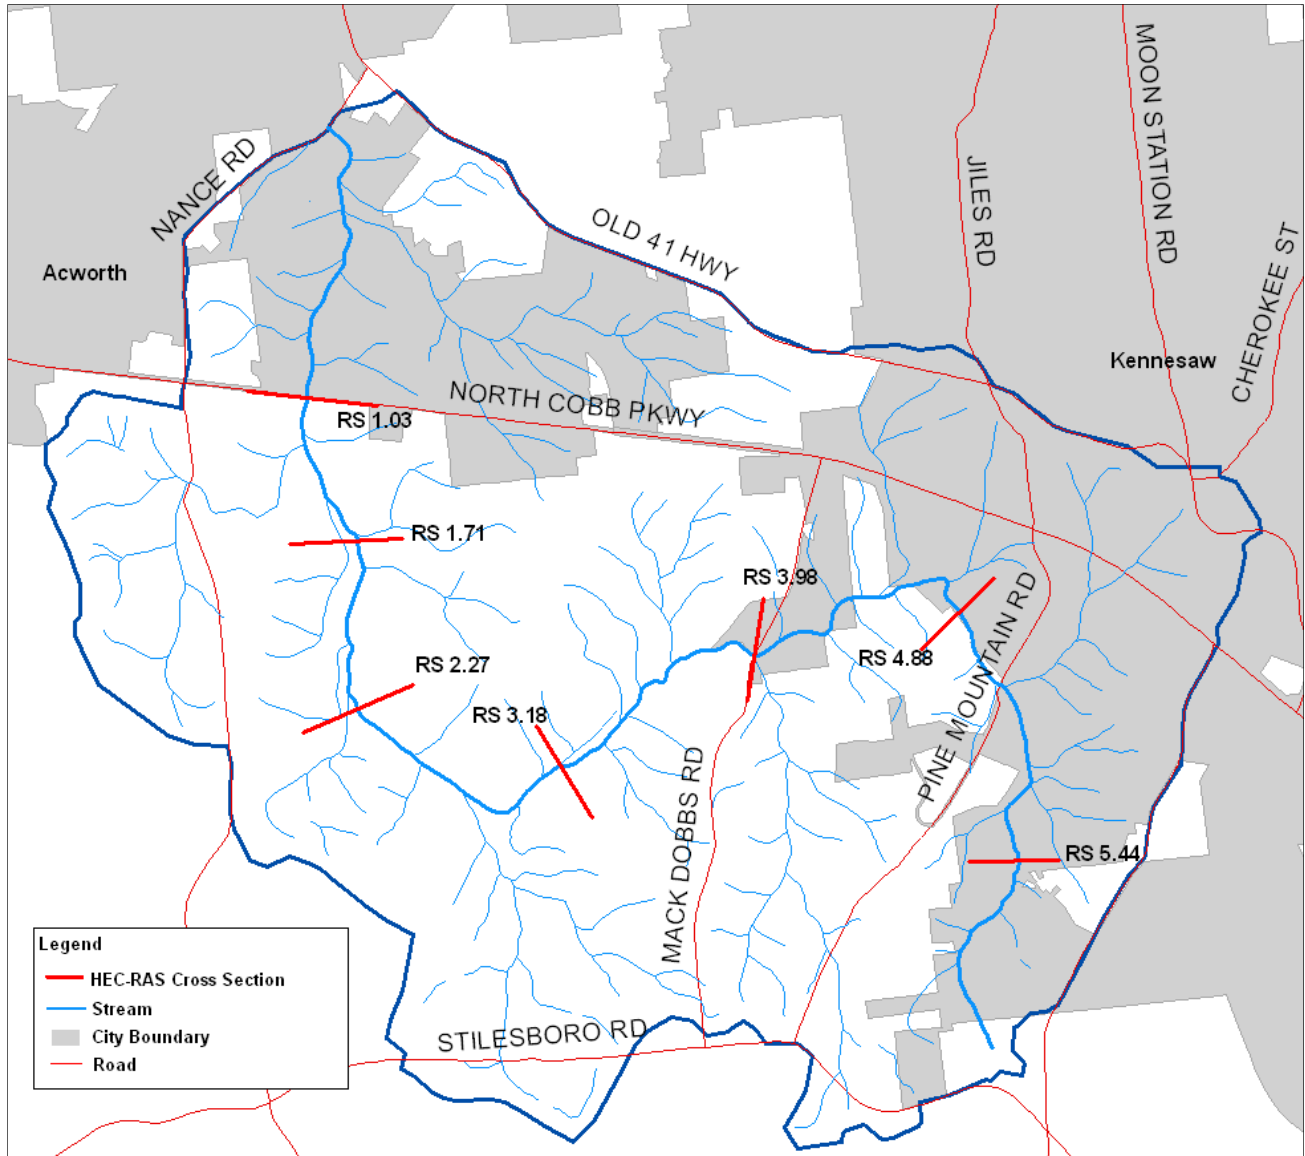 MOON STATION RD
NANCE RD
JILES RD
OLD 41 HWY
CHEROKEE ST
Acworth
Kennesaw
NORTH COBB PKWY
RS 1.03
RS 1.71
RS 3.98
PINE MOUNTAIN RD
RS 4.88
RS 2.27
RS 3.18
MACK DOBBS RD
RS 5.44
STILESBORO RD
Legend
HEC-RAS Cross Section
Stream
City Boundary
Road